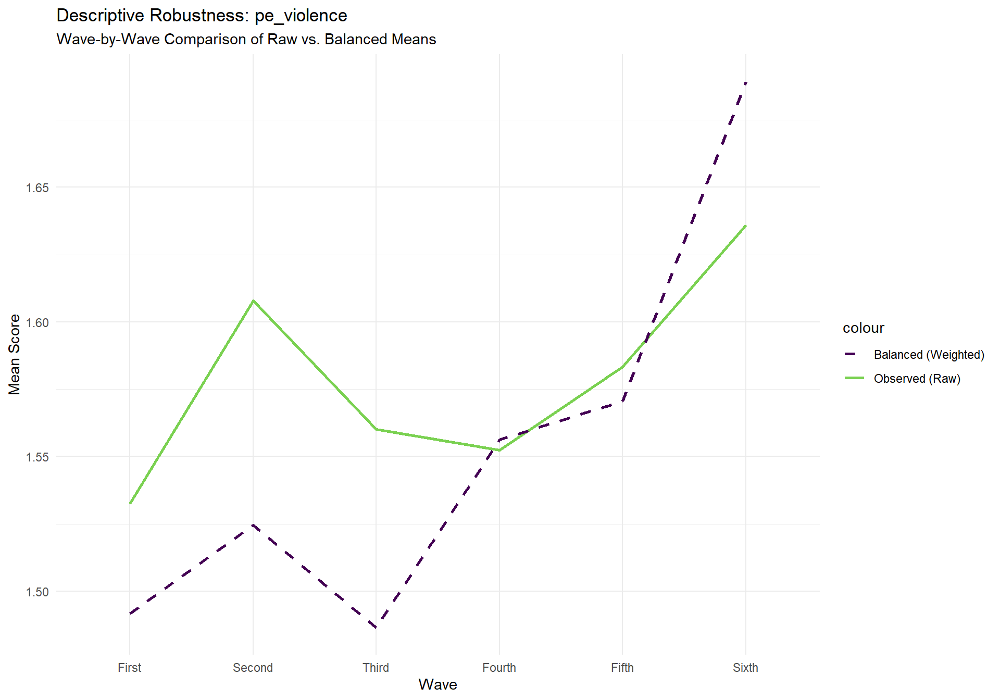 Descriptive Robustness: pe_violence
Wave-by-Wave Comparison of Raw vs. Balanced Means
Mean Score
1.65
1.60
1.55
1.50
First Second Third Fourth Fifth Sixth
Wave
colour
Balanced (Weighted)
Observed (Raw)